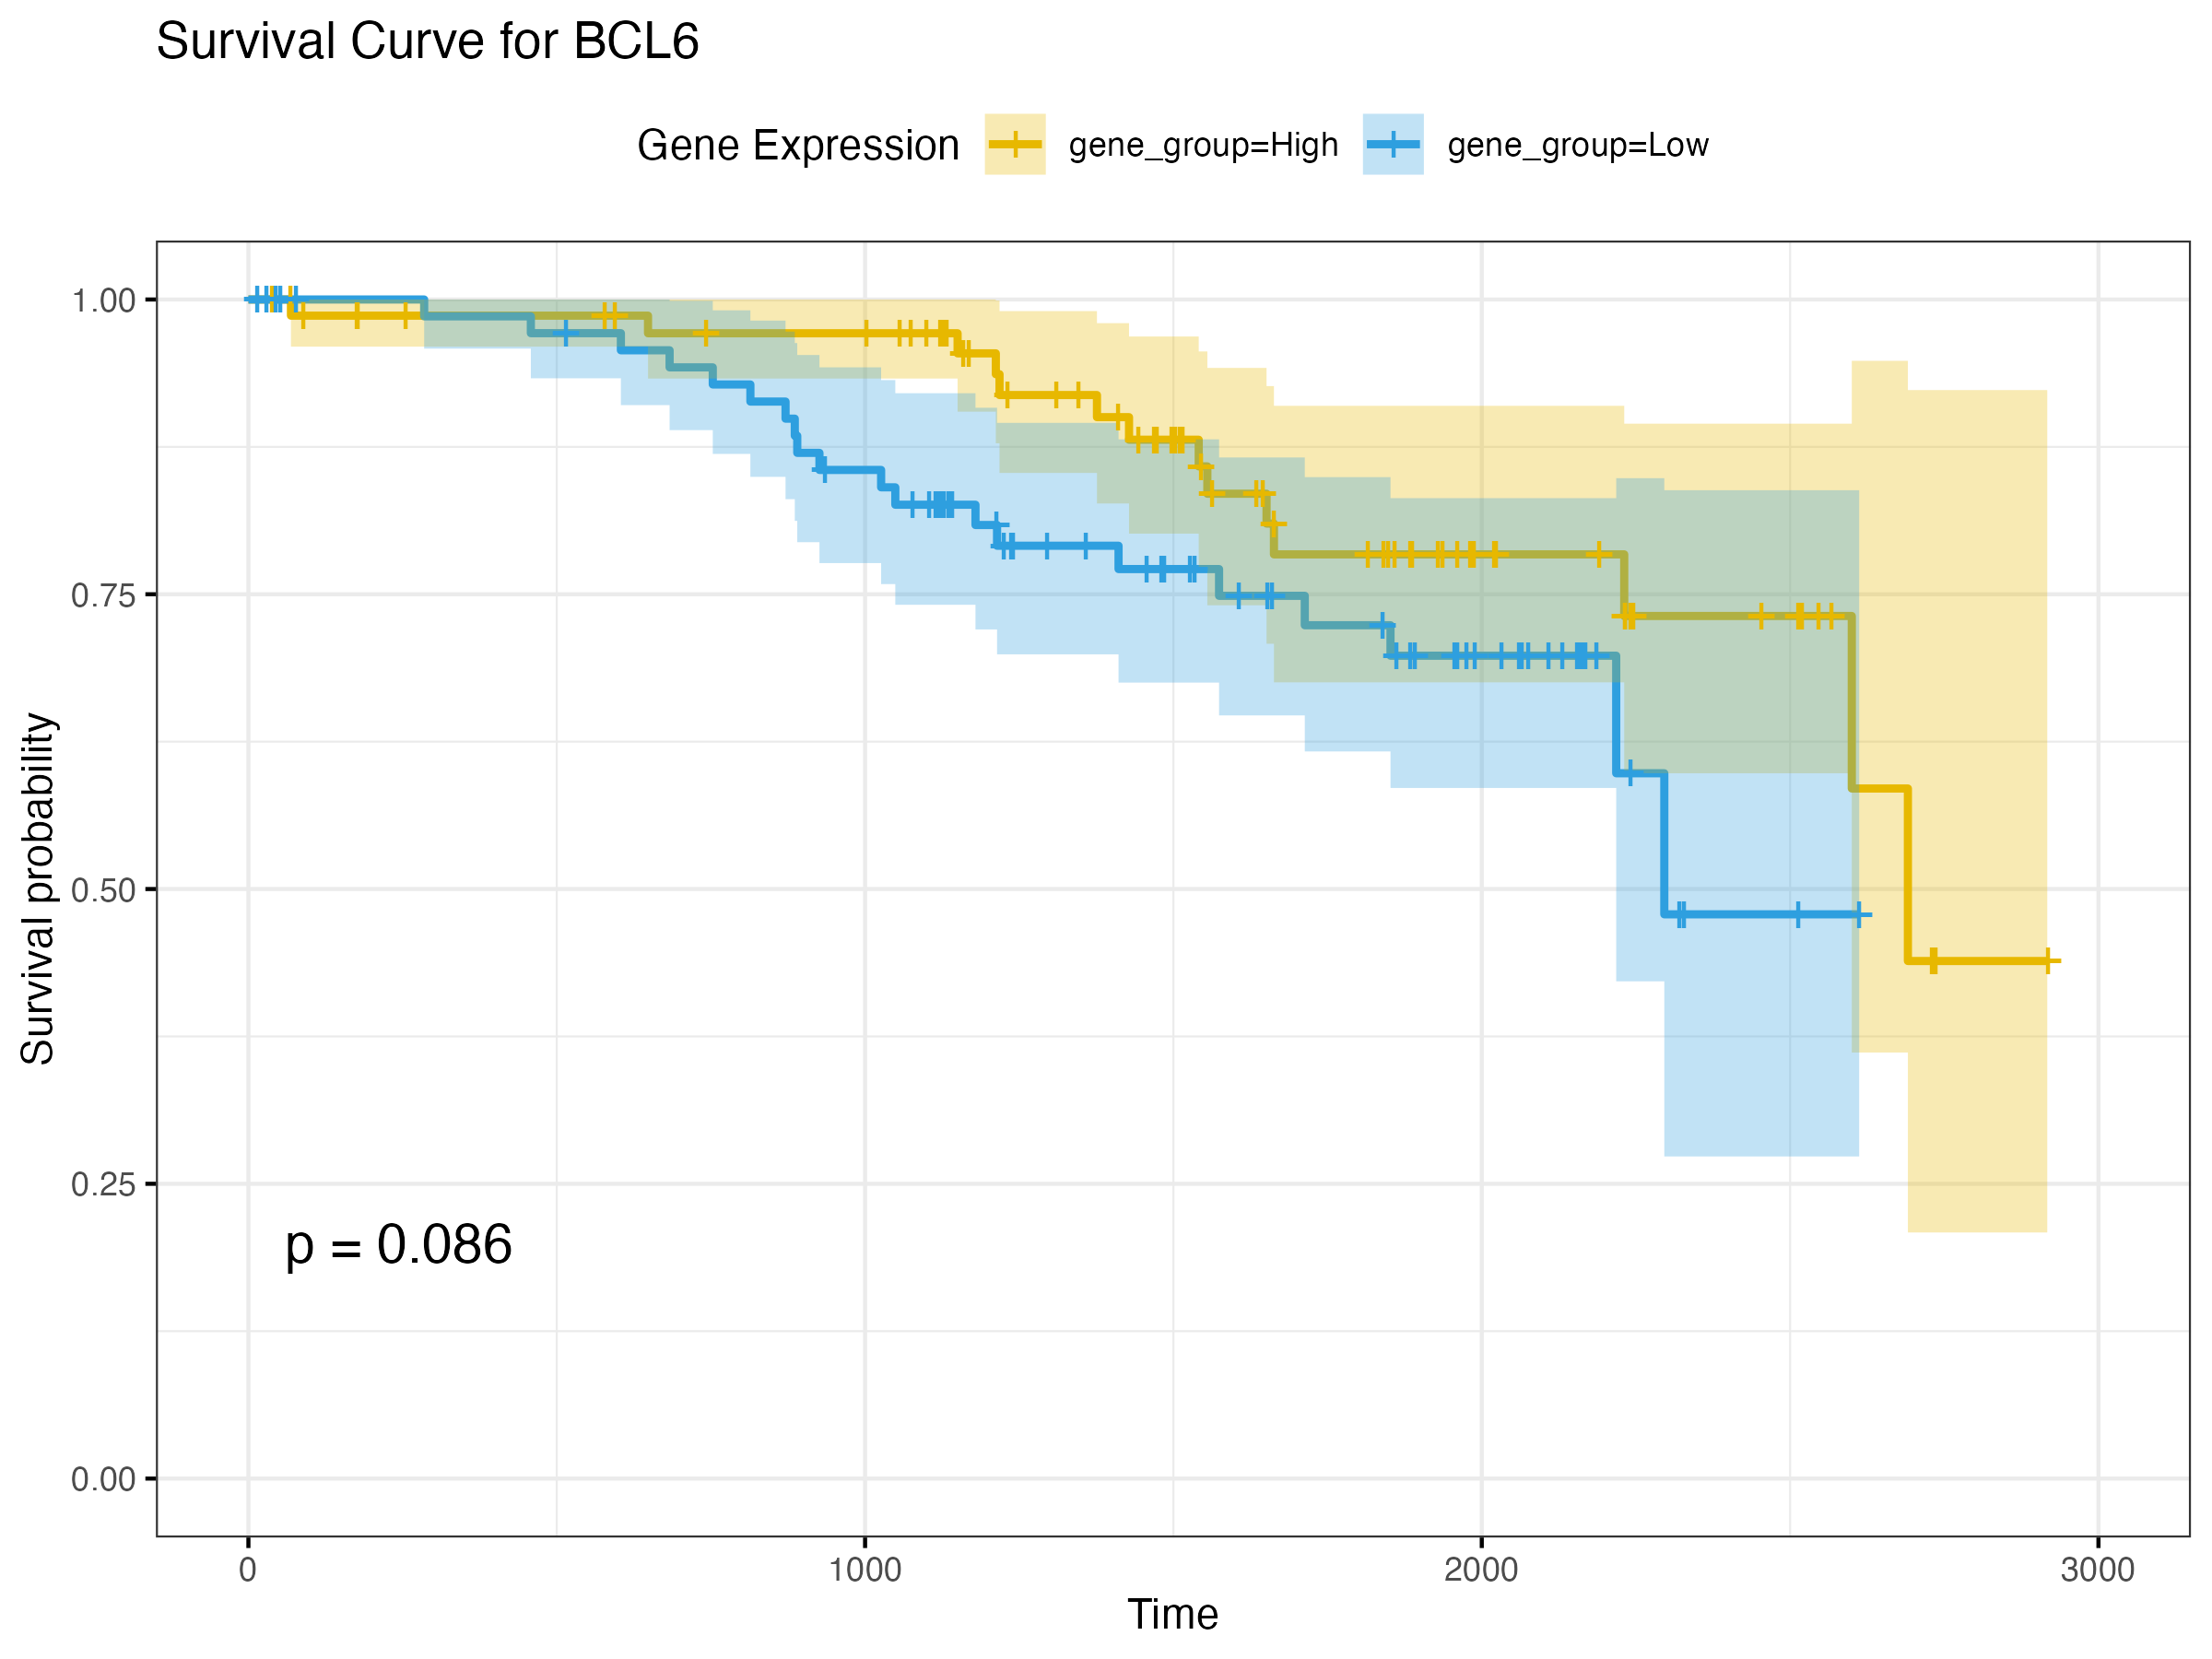 Survival Curve for BCL6
Gene Expression gene_group=High gene_group=Low
1.00
0.75
0.50
0.25
0.00
Survival probability
p = 0.086
0 1000 2000 3000
Time